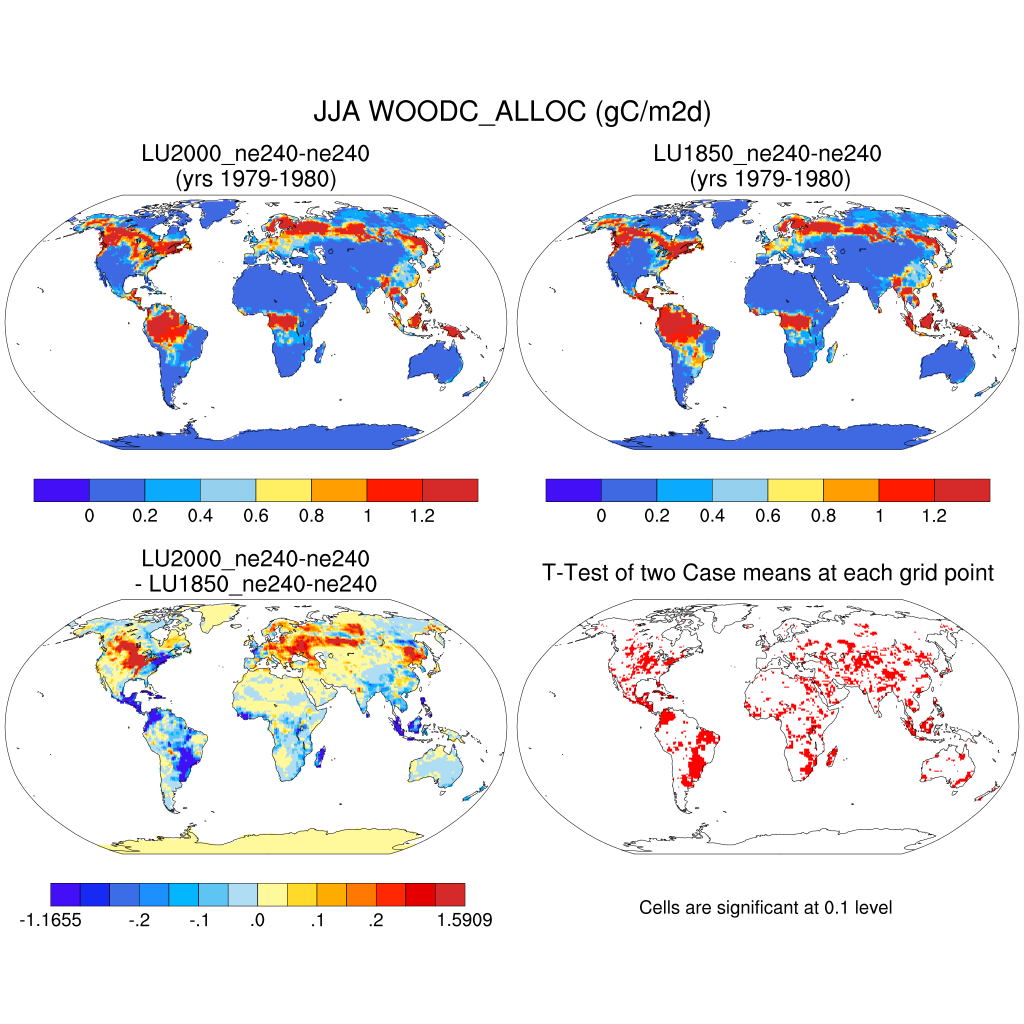 JJA WOODC_ALLOC (gC/m2d)
LU2000_ne240-ne240
(yrs 1979-1980)
LU1850_ne240-ne240
(yrs 1979-1980)
0 0.2 0.4 0.6 0.8 1 1.2
0 0.2 0.4 0.6 0.8 1 1.2
LU2000_ne240-ne240
- LU1850_ne240-ne240
T-Test of two Case means at each grid point
-1.1655 -.2 -.1 .0 .1 .2 1.5909
Cells are significant at 0.1 level